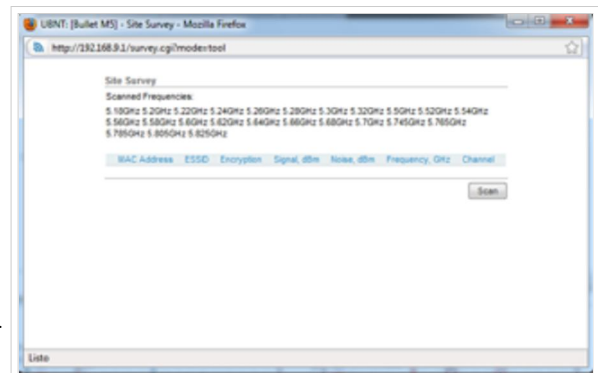 UBNT: [Bullet M5] - Site Survey - Mozilla Firefox
http://192.168.9.1/survey.cgi?mode=tool
Site Survey
Scanned Frequencies:
5.18GHz 5.2GHz 5.22GHz 5.24GHz 5.26GHz 5.28GHz 5.3GHz 5.32GHz 5.5GHz 5.52GHz 5.54GHz
5.56GHz 5.58GHz 5.6GHz 5.62GHz 5.64GHz 5.66GHz 5.68GHz 5.7GHz 5.745GHz 5.765GHz
5.785GHz 5.805GHz 5.825GHz
MAC Address ESSID Encryption Signal, dBm Noise, dBm Frequency, GHz Channel
Scan
Listo